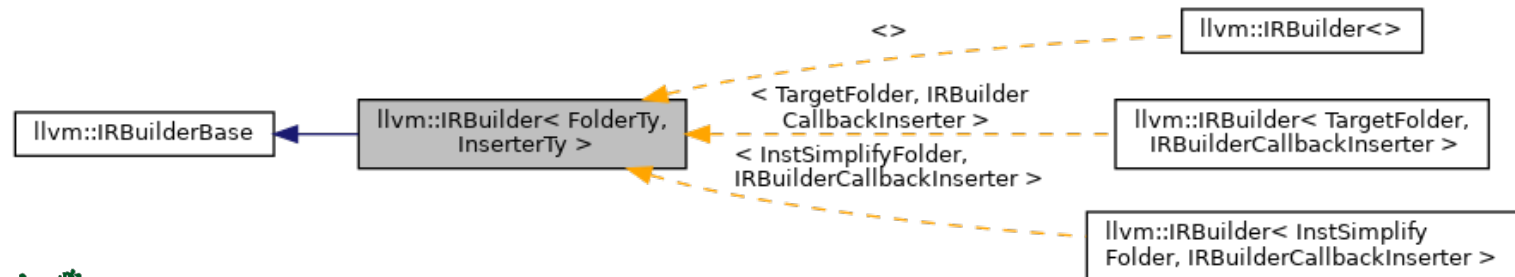 <>
llvm::IRBuilder<>
llvm::IRBuilderBase
llvm::IRBuilder< FolderTy,
InserterTy >
< TargetFolder, IRBuilder
CallbackInserter >
llvm::IRBuilder< TargetFolder,
IRBuilderCallbackInserter >
< InstSimplifyFolder,
IRBuilderCallbackInserter >
llvm::IRBuilder< InstSimplify
Folder, IRBuilderCallbackInserter >